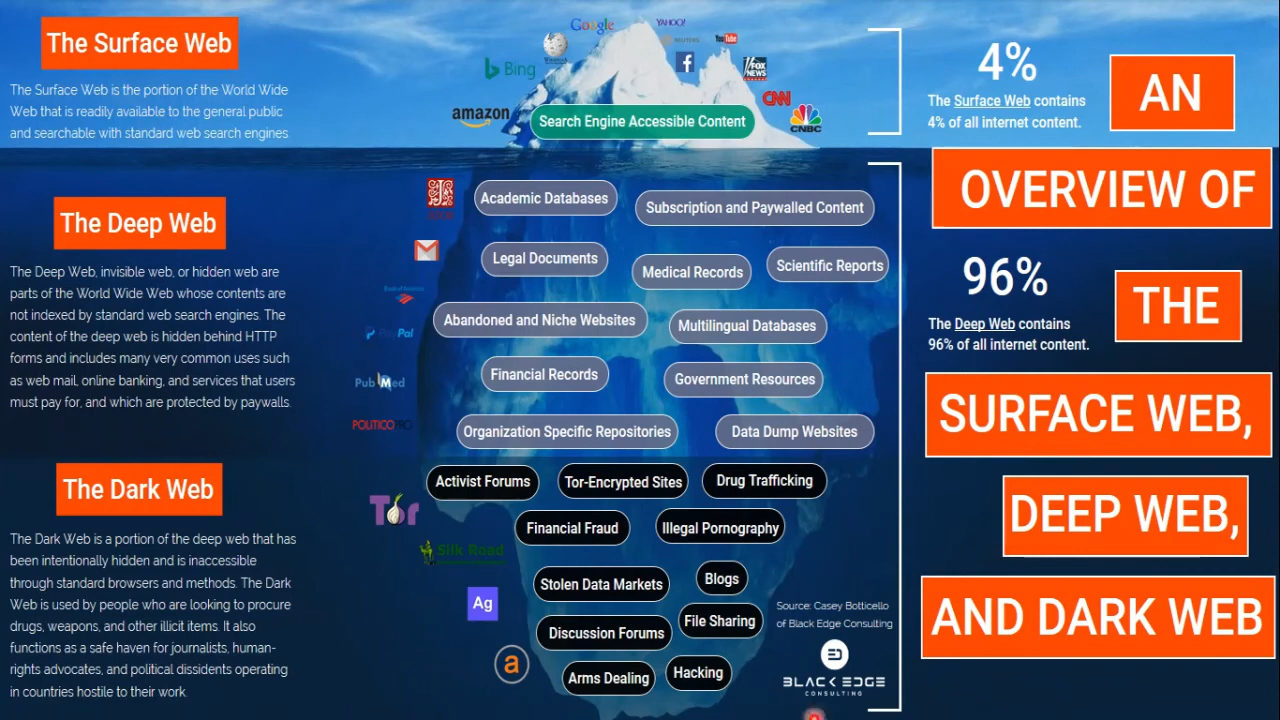 The Surface Web
The Surface Web is the portion of the World Wide
Web that is readily available to the general public
and searchable with standard web search engines
Google
YAHOO!
WIKIPEDIA
REUTERS
YouTube
Bing
f
FOX
NEWS
amazon
CNN
CNBC
Search Engine Accessible Content
4%
The Surface Web contains
4% of all internet content.
AN
OVERVIEW OF
THE
SURFACE WEB,
DEEP WEB,
AND DARK WEB
The Deep Web
The Deep Web, invisible web, or hidden web are
parts of the World Wide Web whose contents are
not indexed by standard web search engines. The
content of the deep web is hidden behind HTTP
forms and includes many very common uses such
as web mail, online banking, and services that users
must pay for, and which are protected by paywalls.
JSTOR
Bank of America
PayPal
PubMed
POLITICO PRO
Academic Databases
Subscription and Paywalled Content
Legal Documents
Medical Records
Scientific Reports
Abandoned and Niche Websites
Multilingual Databases
Financial Records
Government Resources
Organization Specific Repositories
Data Dump Websites
96%
The Deep Web contains
96% of all internet content.
The Dark Web
The Dark Web is a portion of the deep web that has
been intentionally hidden and is inaccessible
through standard browsers and methods. The Dark
Web is used by people who are looking to procure
drugs, weapons, and other illicit items. It also
functions as a safe haven for journalists, human-
rights advocates, and political dissidents operating
in countries hostile to their work.
Tor
Silk Road
Ag
a
Activist Forums
Tor-Encrypted Sites
Drug Trafficking
Financial Fraud
Illegal Pornography
Stolen Data Markets
Blogs
Discussion Forums
File Sharing
Arms Dealing
Hacking
Source: Casey Botticello
of Black Edge Consulting
BLACK EDGE
CONSULTING